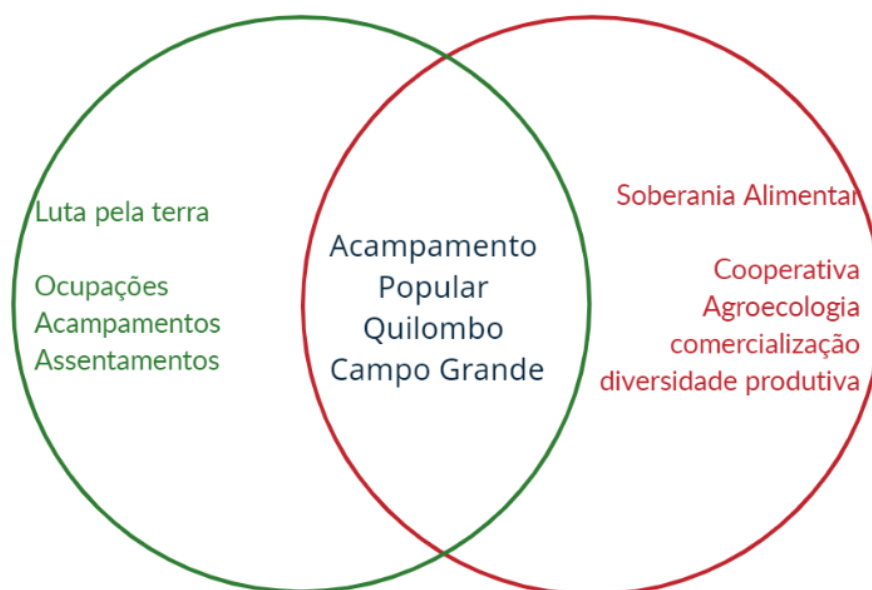 Luta pela terra
Ocupações
Acampamentos
Assentamentos
Acampamento
Popular
Quilombo
Campo Grande
Soberania Alimentar
Cooperativa
Agroecologia
comercialização
diversidade produtiva